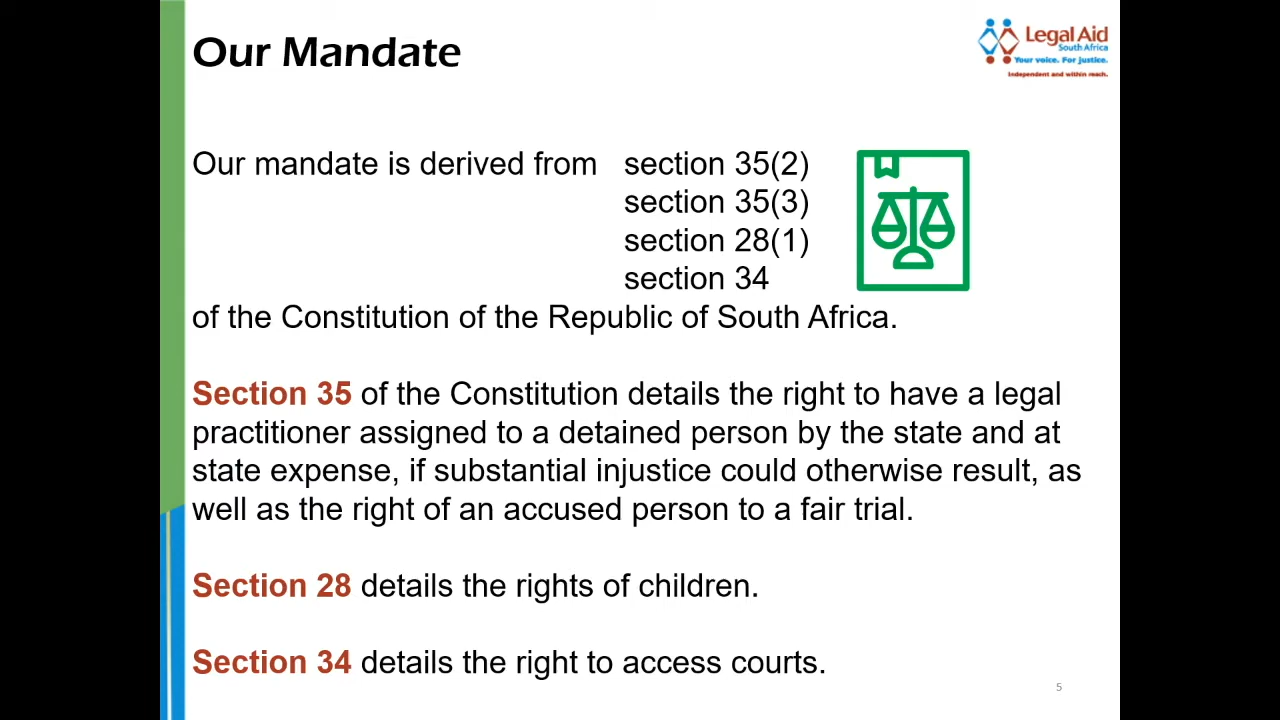 Our Mandate
Legal Aid
South Africa
Your voice. For justice.
Independent and within reach.
Our mandate is derived from section 35(2)
section 35(3)
section 28(1)
section 34
of the Constitution of the Republic of South Africa.
Section 35 of the Constitution details the right to have a legal
practitioner assigned to a detained person by the state and at
state expense, if substantial injustice could otherwise result, as
well as the right of an accused person to a fair trial.
Section 28 details the rights of children.
Section 34 details the right to access courts.
5